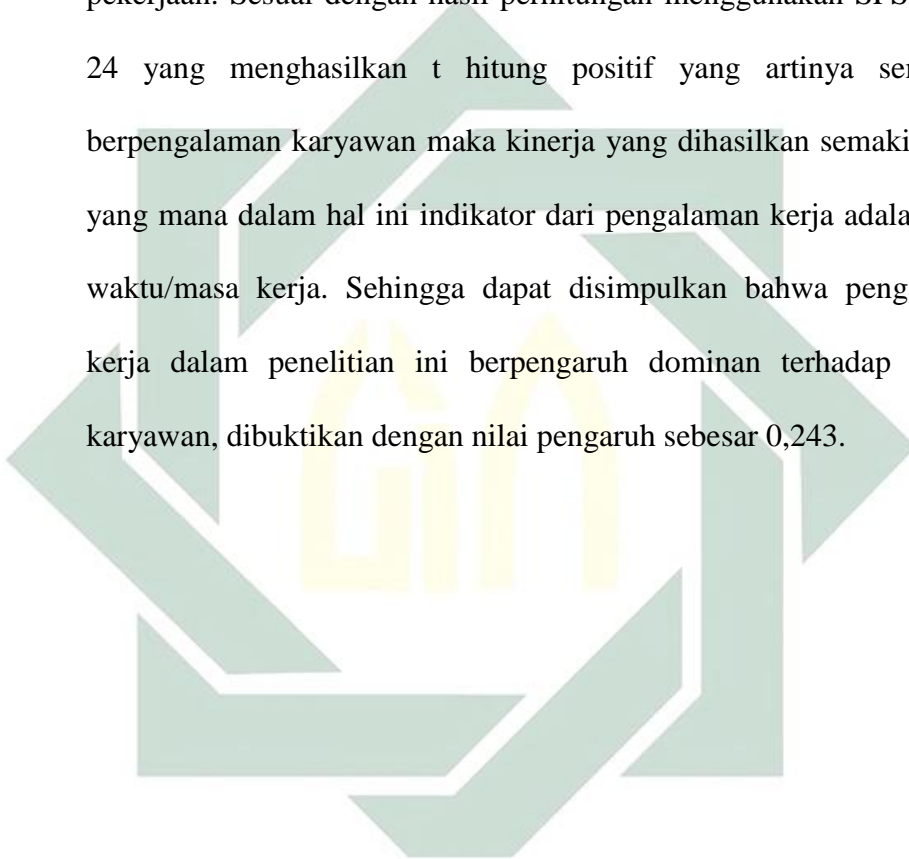 pekerjaan. Sesuai dengan hasil perhitungan menggunakan SPS
24 yang menghasilkan t hitung positif yang artinya se
berpengalaman karyawan maka kinerja yang dihasilkan semaki
yang mana dalam hal ini indikator dari pengalaman kerja adala
waktu/masa kerja. Sehingga dapat disimpulkan bahwa peng
kerja dalam penelitian ini berpengaruh dominan terhadap
karyawan, dibuktikan dengan nilai pengaruh sebesar 0,243.